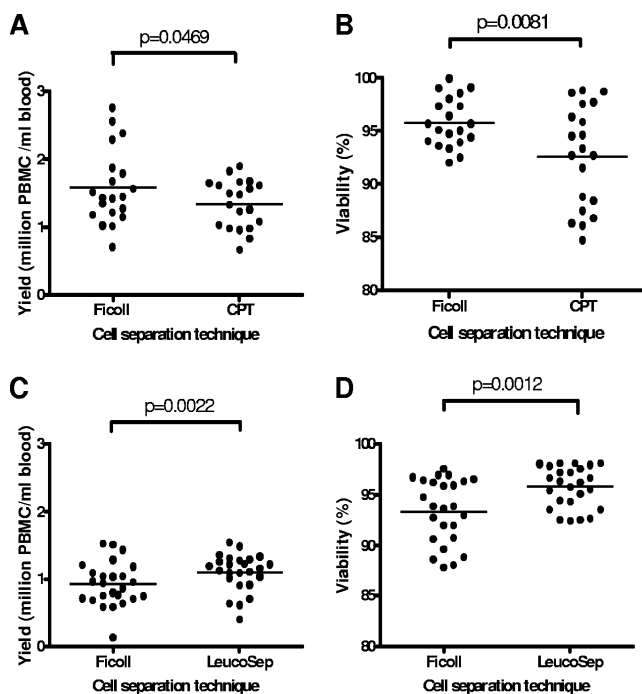 A
p=0.0469
Yield (million PBMC /ml blood)
3
2
1
0
Ficoll CPT
Cell separation technique
B
p=0.0081
Viability (%)
100
95
90
85
80
Ficoll CPT
Cell separation technique
C
p=0.0022
Yield (million PBMC/ml blood)
3
2
1
0
Ficoll LeucoSep
Cell separation technique
D
p=0.0012
Viability (%)
100
95
90
85
80
Ficoll LeucoSep
Cell separation technique